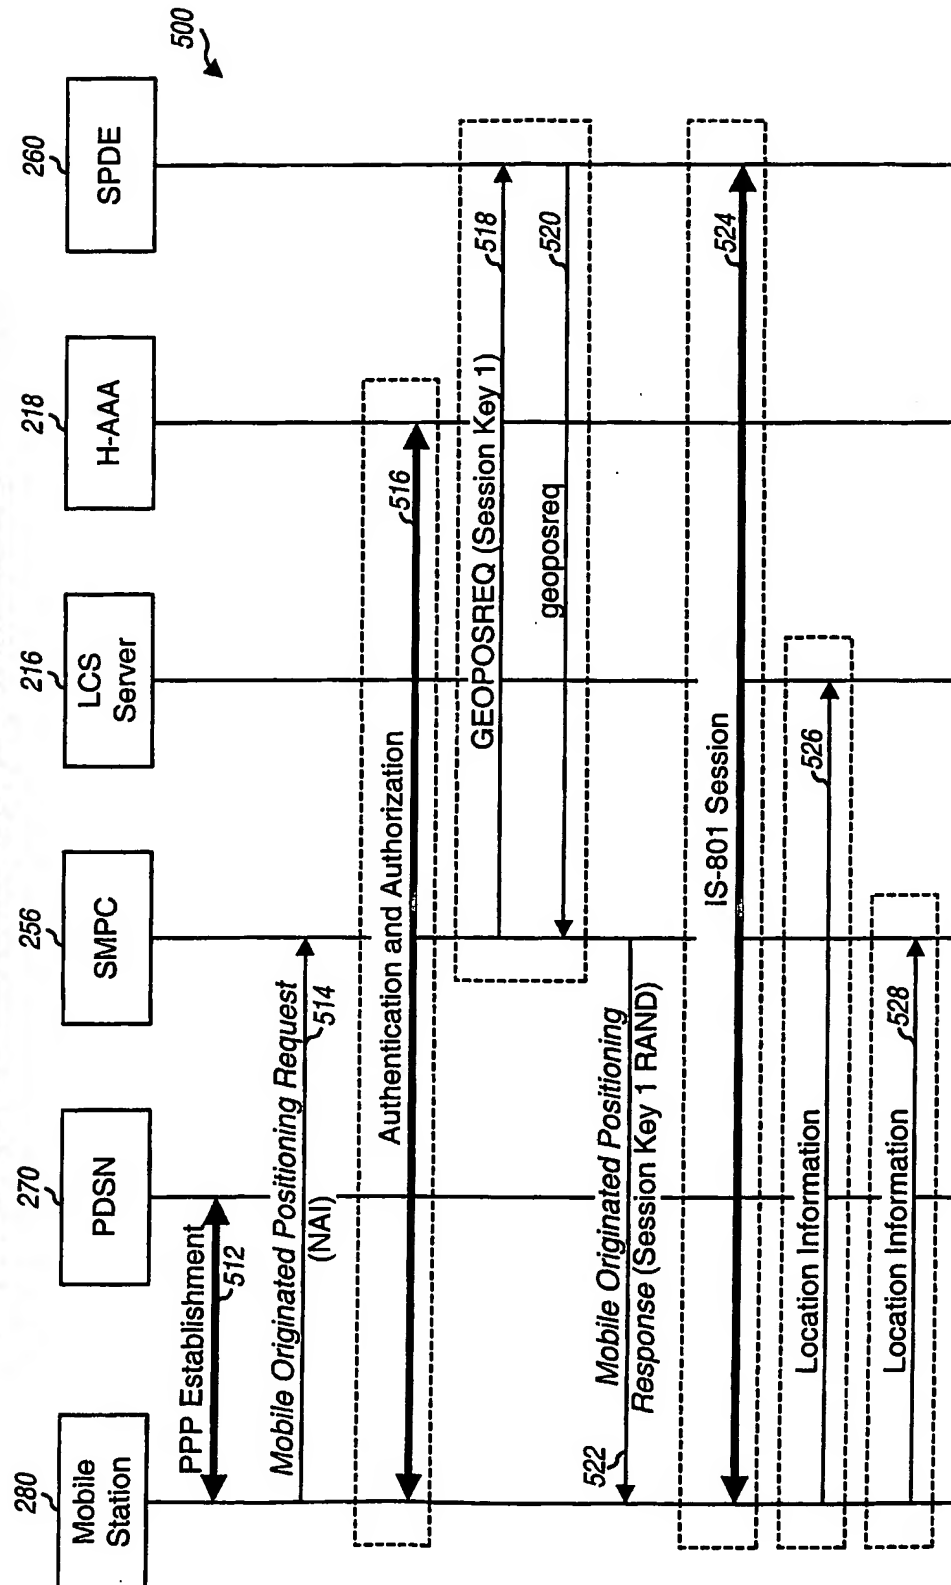 500
280
Mobile
Station
270
PDSN
256
SMPC
216
LCS
Server
218
H-AAA
260
SPDE
PPP Establishment
512
Mobile Originated Positioning Request
(NAI)
514
Authentication and Authorization
516
GEOPOSREQ (Session Key 1)
518
geoposreq
520
Mobile Originated Positioning
Response (Session Key 1 RAND)
522
IS-801 Session
524
Location Information
526
Location Information
528